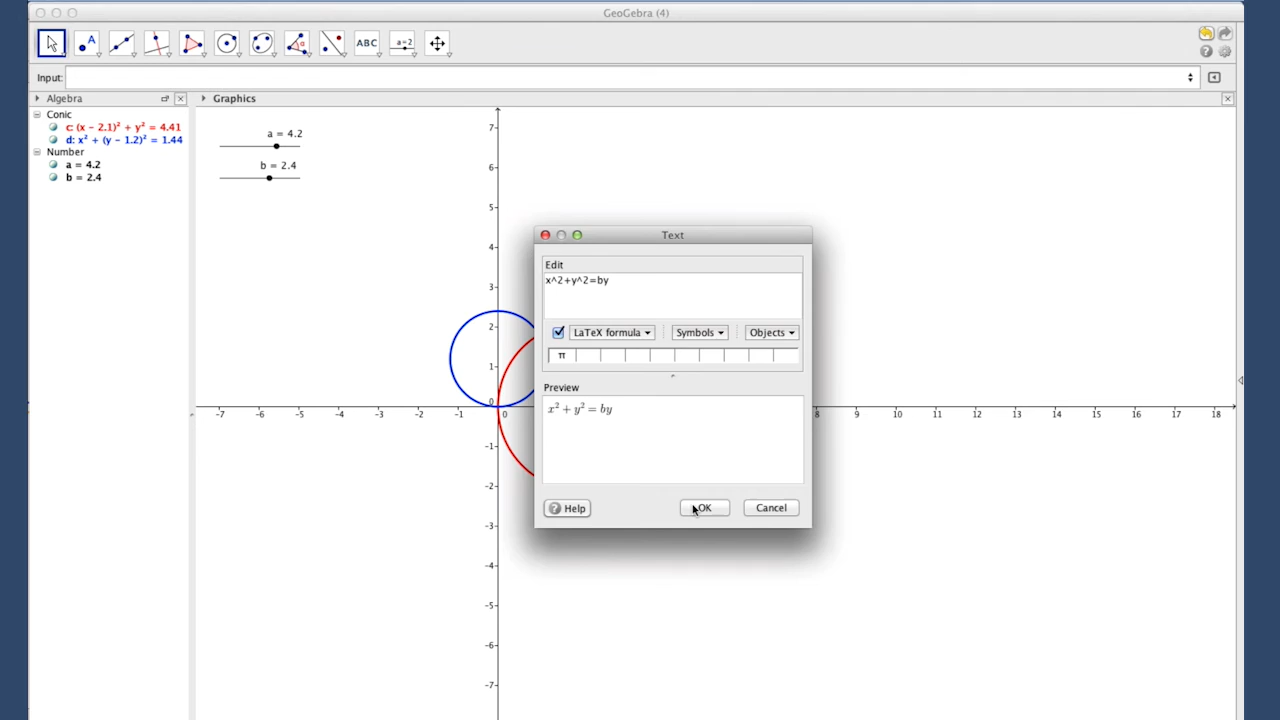 GeoGebra (4)
A
ABC
a=2
Input:
Algebra
Graphics
Conic
c: (x – 2.1)² + y² = 4.41
d: x² + (y – 1.2)² = 1.44
Number
a = 4.2
b = 2.4
a = 4.2
b = 2.4
Text
Edit
x^2+y^2=by
LaTeX formula
Symbols
Objects
π
Preview
x² + y² = by
? Help
OK
Cancel
7
6
5
4
3
2
1
0
-7 -6 -5 -4 -3 -2 -1 0 8 9 10 11 12 13 14 15 16 17 18
-1
-2
-3
-4
-5
-6
-7